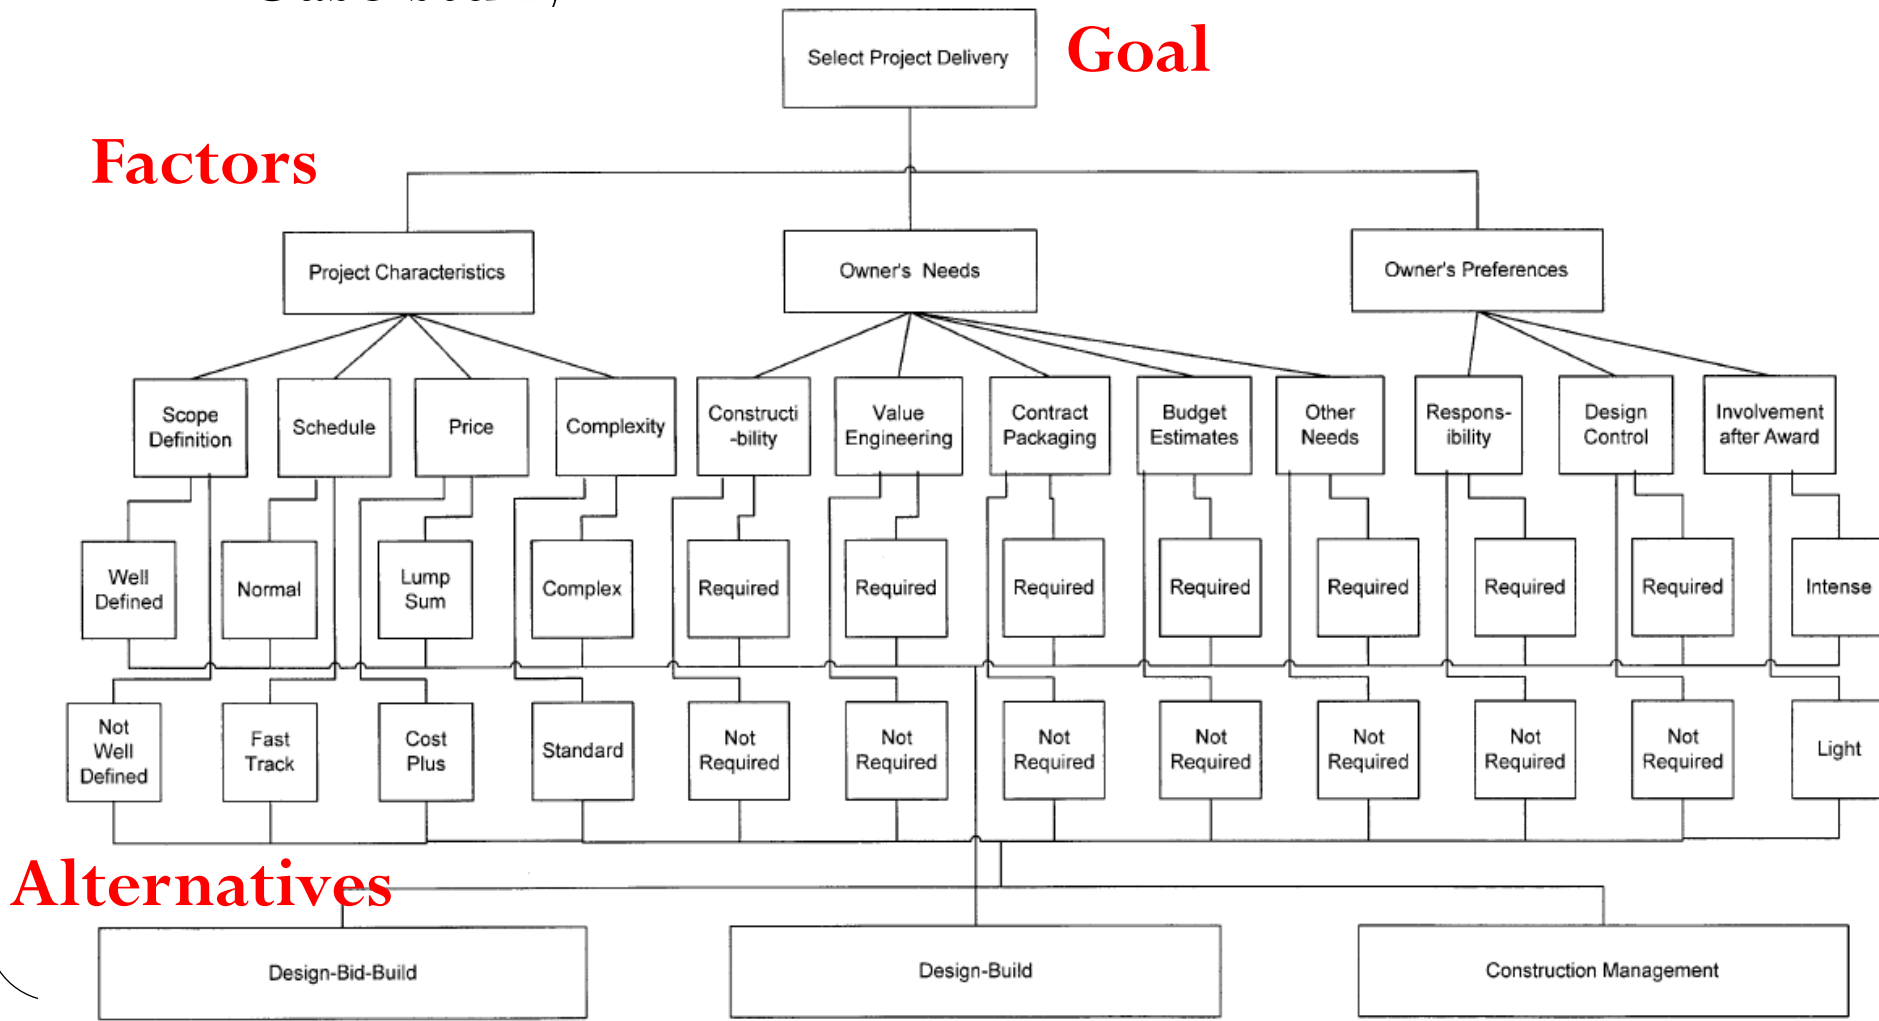 Select Project Delivery
Goal
Factors
Project Characteristics
Owner's Needs
Owner's Preferences
Scope
Definition
Schedule
Price
Complexity
Constructi
-bility
Value
Engineering
Contract
Packaging
Budget
Estimates
Other
Needs
Respons-
ibility
Design
Control
Involvement
after Award
Well
Defined
Normal
Lump
Sum
Complex
Required
Required
Required
Required
Required
Required
Required
Intense
Not
Well
Defined
Fast
Track
Cost
Plus
Standard
Not
Required
Not
Required
Not
Required
Not
Required
Not
Required
Not
Required
Not
Required
Light
Alternatives
Design-Bid-Build
Design-Build
Construction Management